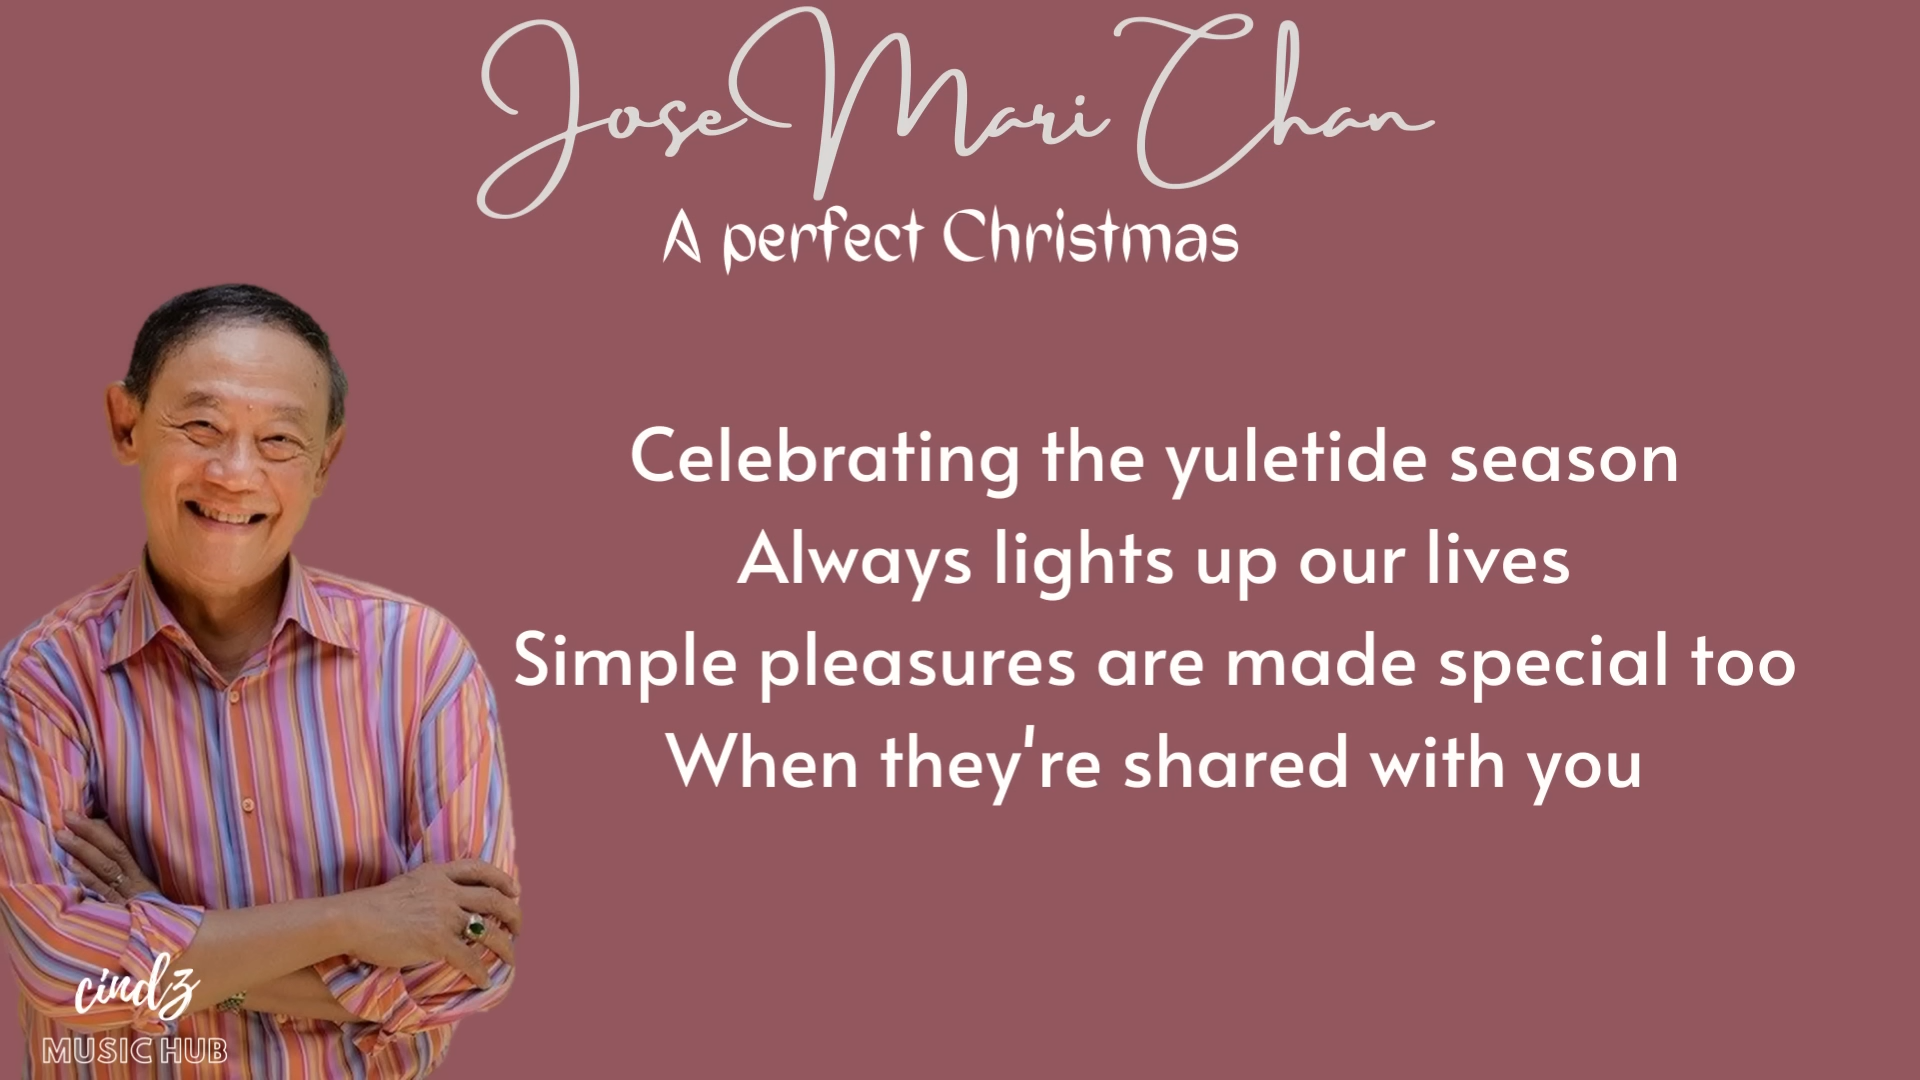 Jose Mari Chan
A perfect Christmas
Celebrating the yuletide season
Always lights up our lives
Simple pleasures are made special too
When they're shared with you
cindz
MUSIC HUB